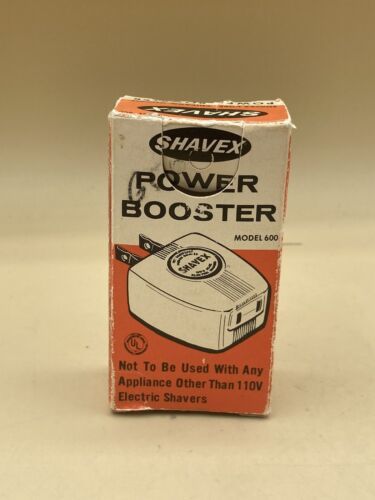 POWER
SHAVEX
POWER
BOOSTER
MODEL 600
SHAVEX
UL
Not To Be Used With Any
Appliance Other Than 110V
Electric Shavers